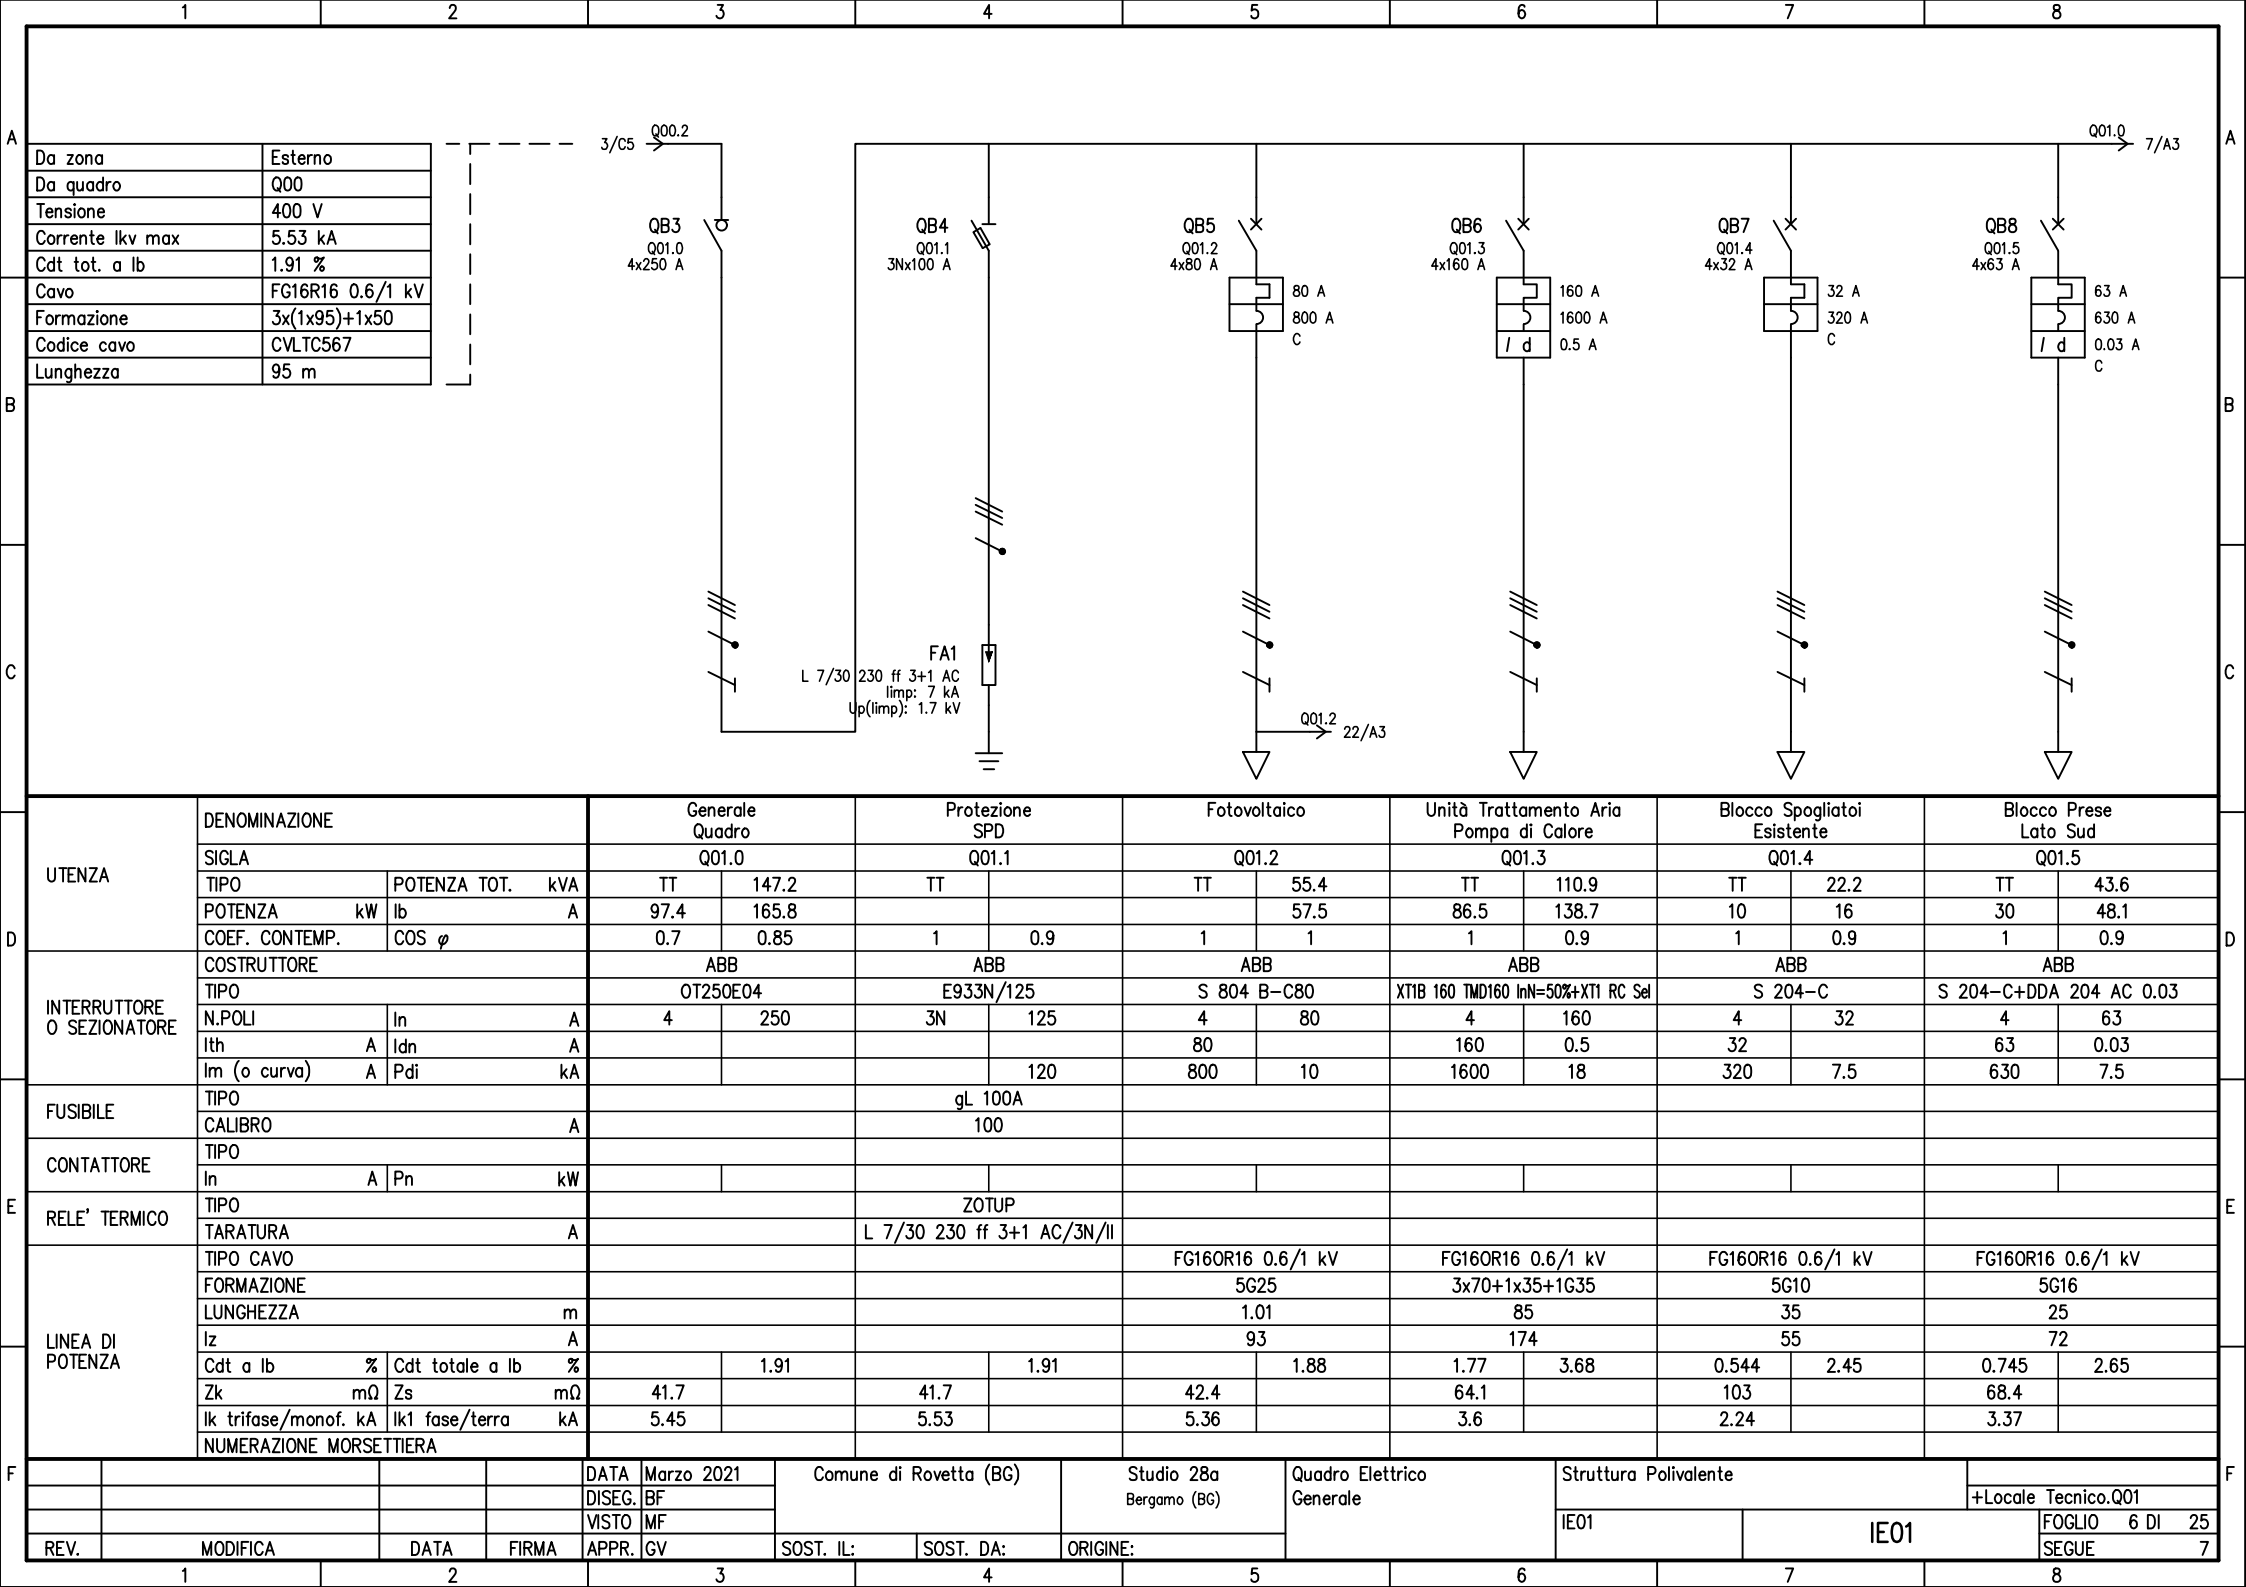 1 2 3 4 5 6 7 8
A A
B B
C C
D D
E E
F F
Da zona Esterno
Da quadro Q00
Tensione 400 V
Corrente Ikv max 5.53 kA
Cdt tot. a Ib 1.91 %
Cavo FG16R16 0.6/1 kV
Formazione 3x(1x95)+1x50
Codice cavo CVLTC567
Lunghezza 95 m
Q00.2
3/C5
Q01.0
7/A3
QB3
Q01.0
4x250 A
QB4
Q01.1
3Nx100 A
QB5
Q01.2
4x80 A
80 A
800 A
C
QB6
Q01.3
4x160 A
160 A
1600 A
I d 0.5 A
QB7
Q01.4
4x32 A
32 A
320 A
C
QB8
Q01.5
4x63 A
63 A
630 A
I d 0.03 A
C
FA1
L 7/30 230 ff 3+1 AC
Iimp: 7 kA
Up(Iimp): 1.7 kV
Q01.2
22/A3
UTENZA
DENOMINAZIONE Generale Protezione Fotovoltaico Unità Trattamento Aria Blocco Spogliatoi Blocco Prese
Quadro SPD Pompa di Calore Esistente Lato Sud
SIGLA Q01.0 Q01.1 Q01.2 Q01.3 Q01.4 Q01.5
TIPO POTENZA TOT. kVA TT 147.2 TT TT 55.4 TT 110.9 TT 22.2 TT 43.6
POTENZA kW Ib A 97.4 165.8 57.5 86.5 138.7 10 16 30 48.1
COEF. CONTEMP. COS φ 0.7 0.85 1 0.9 1 1 1 0.9 1 0.9 1 0.9
INTERRUTTORE
O SEZIONATORE
COSTRUTTORE ABB ABB ABB ABB ABB ABB
TIPO OT250E04 E933N/125 S 804 B-C80 XT1B 160 TMD160 InN=50%+XT1 RC Sel S 204-C S 204-C+DDA 204 AC 0.03
N.POLI In A 4 250 3N 125 4 80 4 160 4 32 4 63
Ith A Idn A 80 160 0.5 32 63 0.03
Im (o curva) A Pdi kA 120 800 10 1600 18 320 7.5 630 7.5
FUSIBILE
TIPO gL 100A
CALIBRO A 100
CONTATTORE
TIPO
In A Pn kW
RELE' TERMICO
TIPO ZOTUP
TARATURA A L 7/30 230 ff 3+1 AC/3N/II
LINEA DI
POTENZA
TIPO CAVO FG16OR16 0.6/1 kV FG16OR16 0.6/1 kV FG16OR16 0.6/1 kV FG16OR16 0.6/1 kV
FORMAZIONE 5G25 3x70+1x35+1G35 5G10 5G16
LUNGHEZZA m 1.01 85 35 25
Iz A 93 174 55 72
Cdt a Ib % Cdt totale a Ib % 1.91 1.91 1.88 1.77 3.68 0.544 2.45 0.745 2.65
Zk mΩ Zs mΩ 41.7 41.7 42.4 64.1 103 68.4
Ik trifase/monof. kA Ik1 fase/terra kA 5.45 5.53 5.36 3.6 2.24 3.37
NUMERAZIONE MORSETTIERA
DATA Marzo 2021
DISEG. BF
VISTO MF
APPR. GV
REV. MODIFICA DATA FIRMA
Comune di Rovetta (BG)
Studio 28a
Bergamo (BG)
SOST. IL: SOST. DA: ORIGINE:
Quadro Elettrico
Generale
Struttura Polivalente
+Locale Tecnico.Q01
IE01
IE01
FOGLIO 6 DI 25
SEGUE 7
1 2 3 4 5 6 7 8